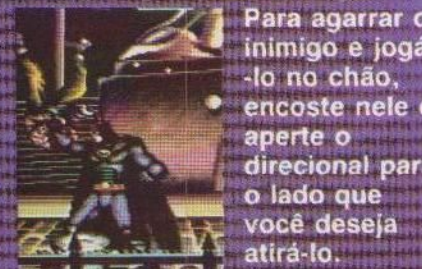 Para agarrar o
inimigo e jogá
-lo no chão,
encoste nele e
aperte o
direcional par
o lado que
você deseja
atirá-lo.